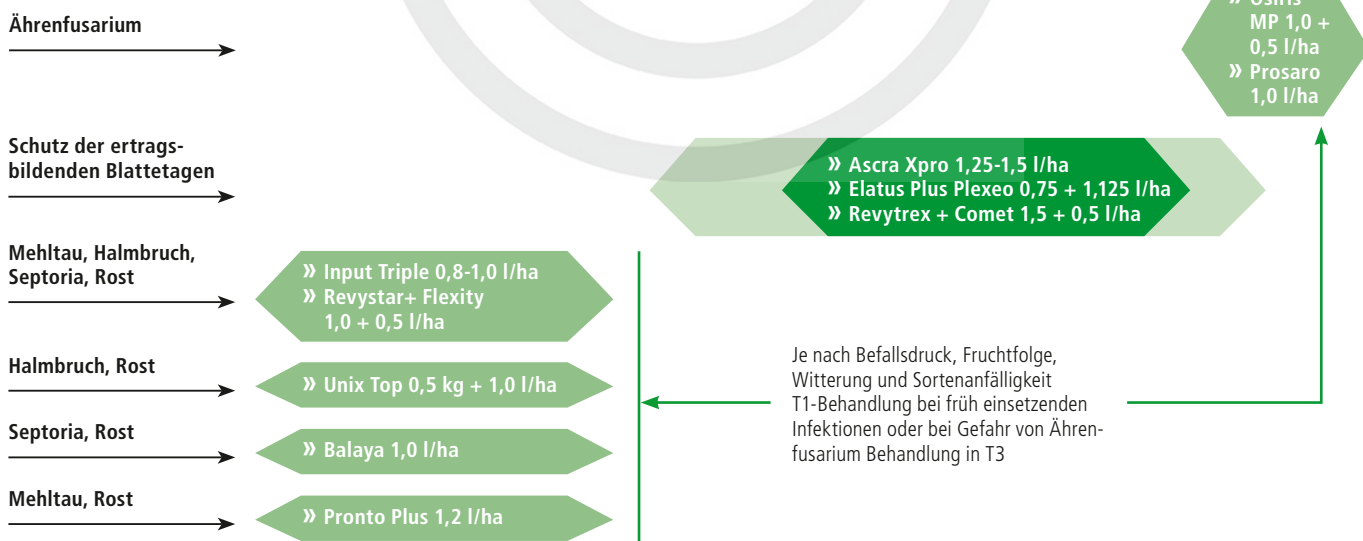 Ährenfusarium
» Osiris
MP 1,0 +
0,5 l/ha
» Prosaro
1,0 l/ha
Schutz der ertrags-
bildenden Blattetagen
» Ascra Xpro 1,25-1,5 l/ha
» Elatus Plus Plexeo 0,75 + 1,125 l/ha
» Revytrex + Comet 1,5 + 0,5 l/ha
Mehltau, Halmbruch,
Septoria, Rost
» Input Triple 0,8-1,0 l/ha
» Revystar+ Flexity
1,0 + 0,5 l/ha
Halmbruch, Rost
» Unix Top 0,5 kg + 1,0 l/ha
Je nach Befallsdruck, Fruchtfolge,
Witterung und Sortenanfälligkeit
T1-Behandlung bei früh einsetzenden
Infektionen oder bei Gefahr von Ähren-
fusarium Behandlung in T3
Septoria, Rost
» Balaya 1,0 l/ha
Mehltau, Rost
» Pronto Plus 1,2 l/ha